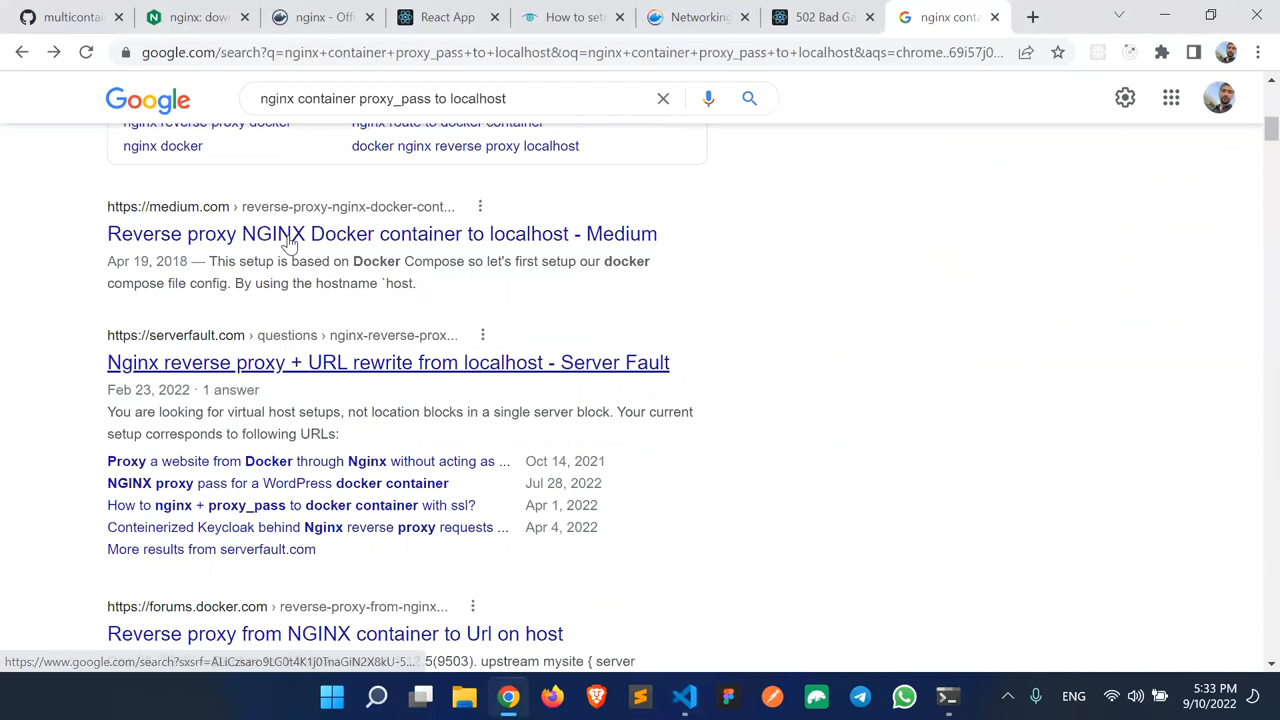 multicontai
nginx: dow
nginx - Offi
React App
How to set
Networking
502 Bad Ga
nginx conta
google.com/search?q=nginx+container+proxy_pass+to+localhost&oq=nginx+container+proxy_pass+to+localhost&aqs=chrome..69i57j0...
Google
nginx container proxy_pass to localhost
nginx reverse proxy docker
nginx route to docker container
nginx docker
docker nginx reverse proxy localhost
https://medium.com › reverse-proxy-nginx-docker-cont...
Reverse proxy NGINX Docker container to localhost - Medium
Apr 19, 2018 — This setup is based on Docker Compose so let's first setup our docker
compose file config. By using the hostname `host.
https://serverfault.com › questions › nginx-reverse-prox...
Nginx reverse proxy + URL rewrite from localhost - Server Fault
Feb 23, 2022 · 1 answer
You are looking for virtual host setups, not location blocks in a single server block. Your current
setup corresponds to following URLs:
Proxy a website from Docker through Nginx without acting as ... Oct 14, 2021
NGINX proxy pass for a WordPress docker container Jul 28, 2022
How to nginx + proxy_pass to docker container with ssl? Apr 1, 2022
Conteinerized Keycloak behind Nginx reverse proxy requests ... Apr 4, 2022
More results from serverfault.com
https://forums.docker.com › reverse-proxy-from-nginx...
Reverse proxy from NGINX container to Url on host
5(9503). upstream mysite { server
https://www.google.com/search?sxsrf=ALiCzsaro9LG0t4K1j0TnaGiN2X8kU-5...
ENG
5:33 PM
9/10/2022